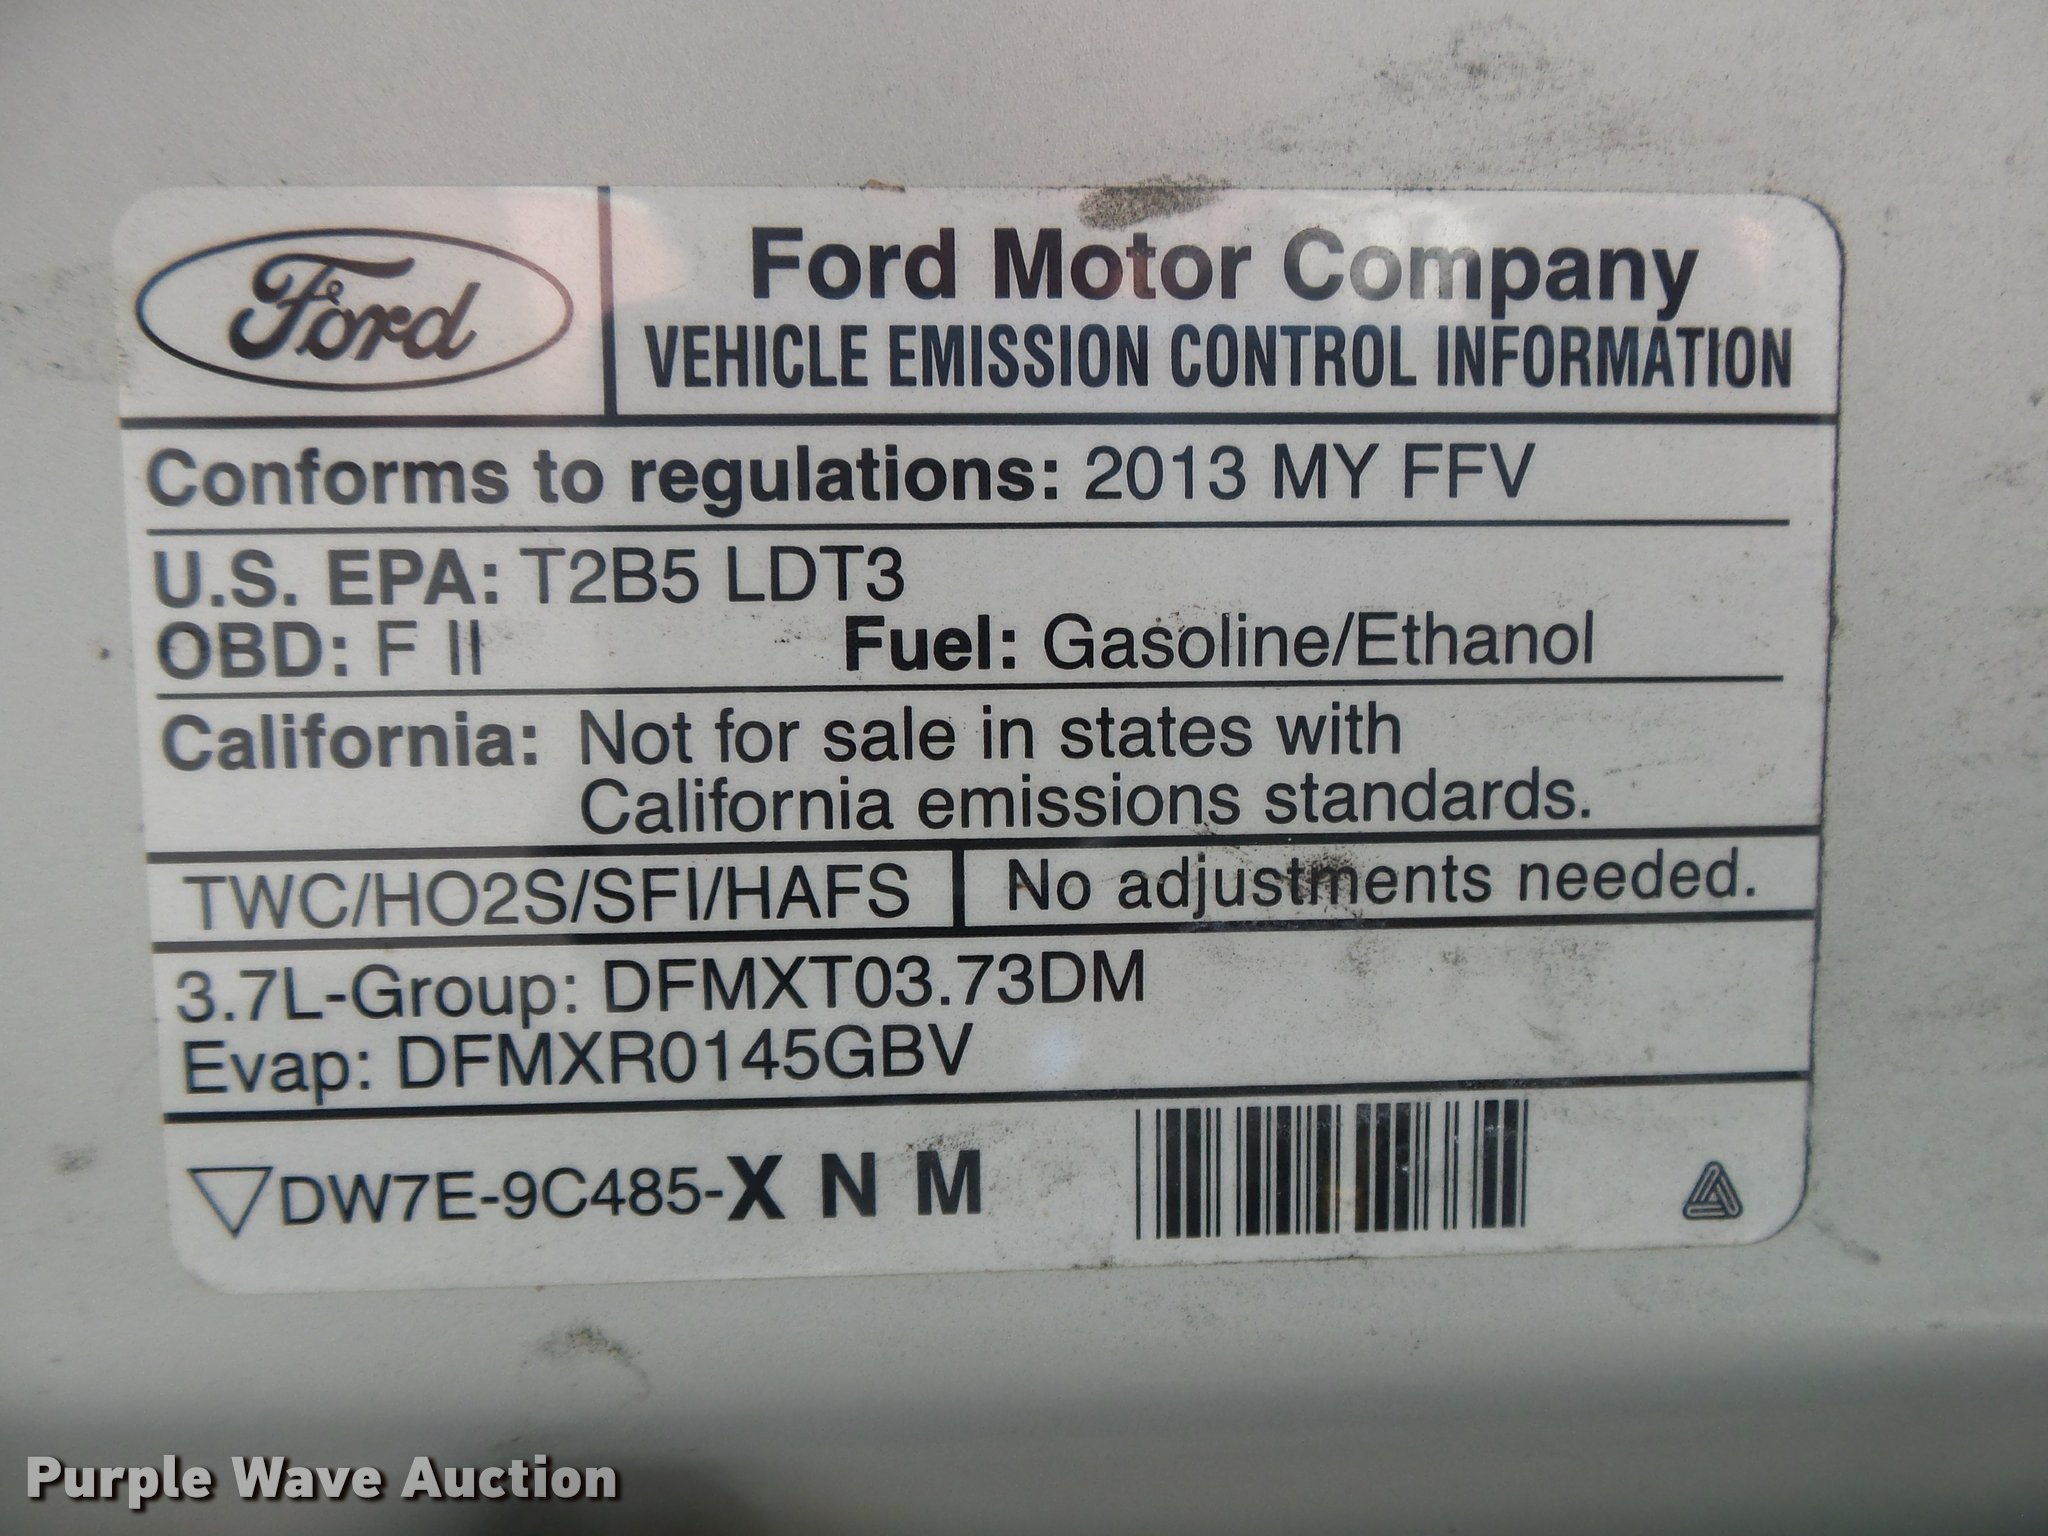 Ford
Ford Motor Company
VEHICLE EMISSION CONTROL INFORMATION
Conforms to regulations: 2013 MY FFV
U.S. EPA: T2B5 LDT3
OBD: F II Fuel: Gasoline/Ethanol
California: Not for sale in states with
California emissions standards.
TWC/HO2S/SFI/HAFS No adjustments needed.
3.7L-Group: DFMXT03.73DM
Evap: DFMXR0145GBV
DW7E-9C485-X N M
Purple Wave Auction